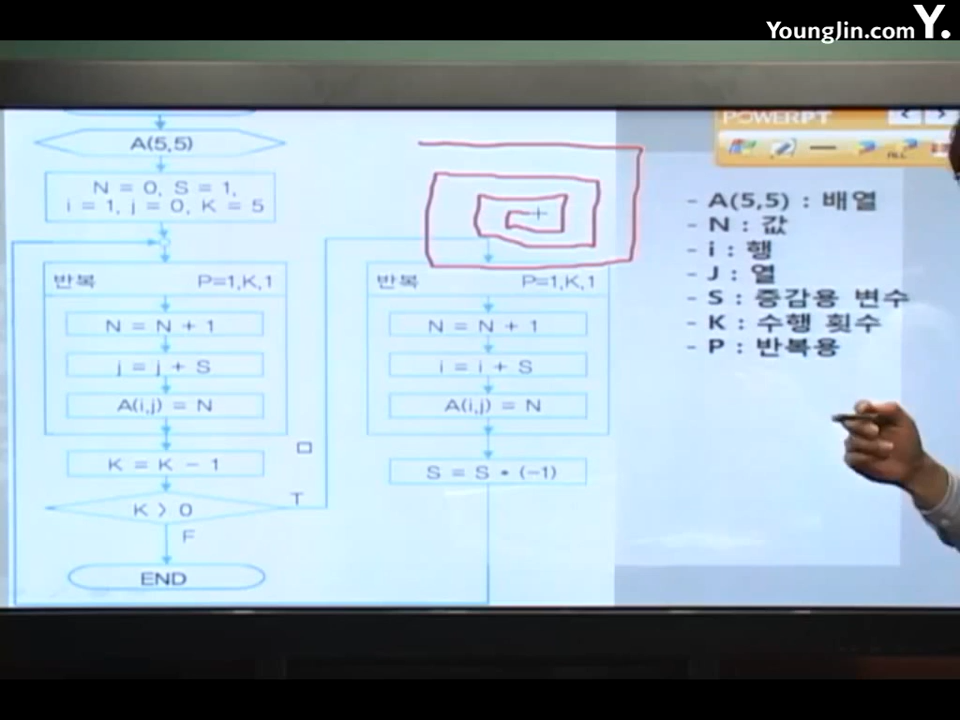 YoungJin.com Y.
POWERPT
A(5,5)
N = 0, S = 1,
i = 1, j = 0, K = 5
반복 P=1,K,1
N = N + 1
j = j + S
A(i,j) = N
K = K - 1
K > 0
T
F
END
반복 P=1,K,1
N = N + 1
i = i + S
A(i,j) = N
S = S * (-1)
- A(5,5) : 배열
- N : 값
- i : 행
- J : 열
- S : 증감용 변수
- K : 수행 횟수
- P : 반복용
ALL